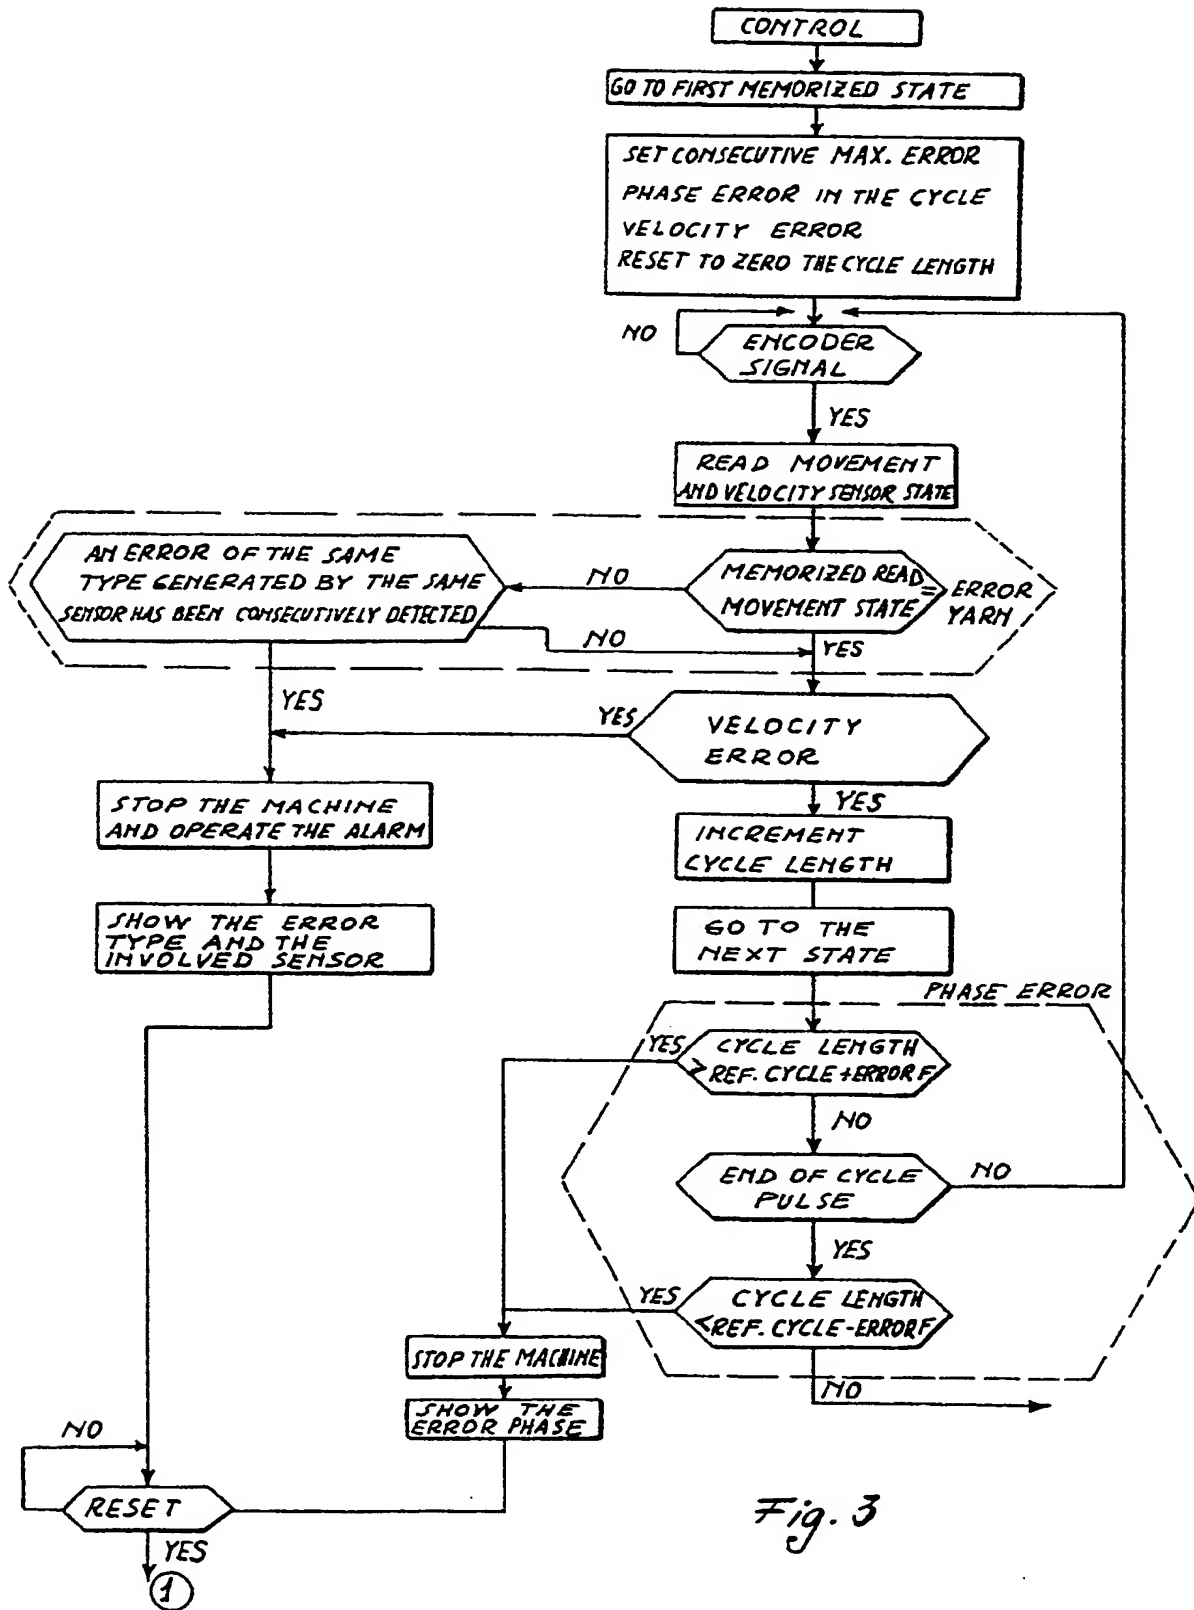 CONTROL
GO TO FIRST MEMORIZED STATE
SET CONSECUTIVE MAX. ERROR
PHASE ERROR IN THE CYCLE
VELOCITY ERROR
RESET TO ZERO THE CYCLE LENGTH
NO
ENCODER
SIGNAL
YES
READ MOVEMENT
AND VELOCITY SENSOR STATE
AN ERROR OF THE SAME
TYPE GENERATED BY THE SAME
SENSOR HAS BEEN CONSECUTIVELY DETECTED
NO
MEMORIZED READ
MOVEMENT STATE
= ERROR
YARN
NO
YES
YES
YES
VELOCITY
ERROR
YES
STOP THE MACHINE
AND OPERATE THE ALARM
INCREMENT
CYCLE LENGTH
SHOW THE ERROR
TYPE AND THE
INVOLVED SENSOR
GO TO THE
NEXT STATE
PHASE ERROR
YES
CYCLE LENGTH
> REF. CYCLE + ERROR F
NO
END OF CYCLE
PULSE
NO
YES
YES
CYCLE LENGTH
< REF. CYCLE - ERROR F
STOP THE MACHINE
NO
SHOW THE
ERROR PHASE
NO
RESET
YES
1
Fig. 3